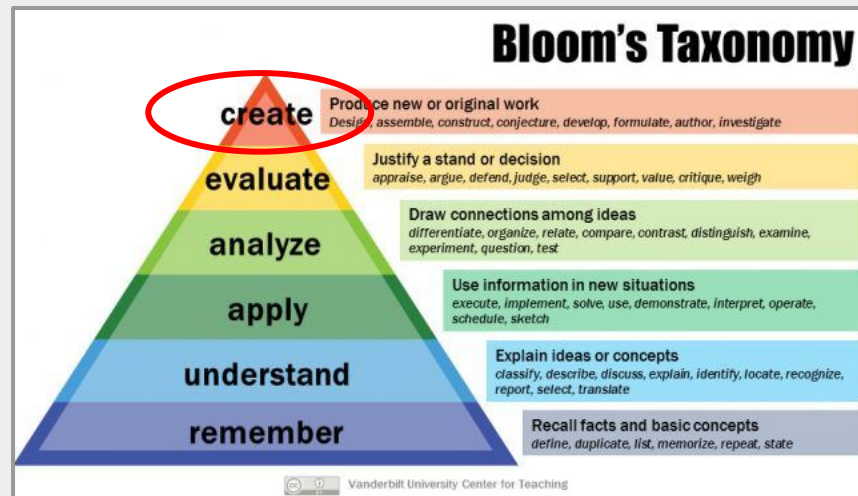 Bloom's Taxonomy
create
Produce new or original work
Design, assemble, construct, conjecture, develop, formulate, author, investigate
evaluate
Justify a stand or decision
appraise, argue, defend, judge, select, support, value, critique, weigh
analyze
Draw connections among ideas
differentiate, organize, relate, compare, contrast, distinguish, examine,
experiment, question, test
apply
Use information in new situations
execute, implement, solve, use, demonstrate, interpret, operate,
schedule, sketch
understand
Explain ideas or concepts
classify, describe, discuss, explain, identify, locate, recognize,
report, select, translate
remember
Recall facts and basic concepts
define, duplicate, list, memorize, repeat, state
cc
Vanderbilt University Center for Teaching